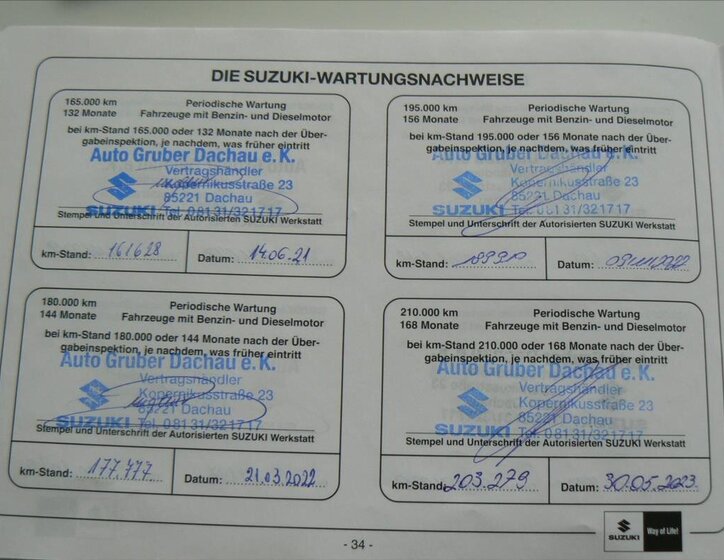 DIE SUZUKI-WARTUNGSNACHWEISE
165.000 km Periodische Wartung
132 Monate Fahrzeuge mit Benzin- und Dieselmotor
bei km-Stand 165.000 oder 132 Monate nach der Über-
gabeinspektion, je nachdem, was früher eintritt
Auto Gruber Dachau e.K.
Vertragshändler
Kopernikusstraße 23
85221 Dachau
SUZUKI Tel. 08131/321717
Stempel und Unterschrift der Autorisierten SUZUKI Werkstatt
km-Stand: 161628 Datum: 14.06.21
195.000 km Periodische Wartung
156 Monate Fahrzeuge mit Benzin- und Dieselmotor
bei km-Stand 195.000 oder 156 Monate nach der Über-
gabeinspektion, je nachdem, was früher eintritt
Auto Gruber Dachau e.K.
Vertragshändler
Kopernikusstraße 23
85221 Dachau
SUZUKI Tel. 08131/321717
Stempel und Unterschrift der Autorisierten SUZUKI Werkstatt
km-Stand: Datum:
180.000 km Periodische Wartung
144 Monate Fahrzeuge mit Benzin- und Dieselmotor
bei km-Stand 180.000 oder 144 Monate nach der Über-
gabeinspektion, je nachdem, was früher eintritt
Auto Gruber Dachau e.K.
Vertragshändler
Kopernikusstraße 23
85221 Dachau
SUZUKI Tel. 08131/321717
Stempel und Unterschrift der Autorisierten SUZUKI Werkstatt
km-Stand: 177.777 Datum: 21.03.2022
210.000 km Periodische Wartung
168 Monate Fahrzeuge mit Benzin- und Dieselmotor
bei km-Stand 210.000 oder 168 Monate nach der Über-
gabeinspektion, je nachdem, was früher eintritt
Auto Gruber Dachau e.K.
Vertragshändler
Kopernikusstraße 23
85221 Dachau
SUZUKI Tel. 08131/321717
Stempel und Unterschrift der Autorisierten SUZUKI Werkstatt
km-Stand: 203.279 Datum: 30.05.2023
- 34 -
SUZUKI Way of Life!